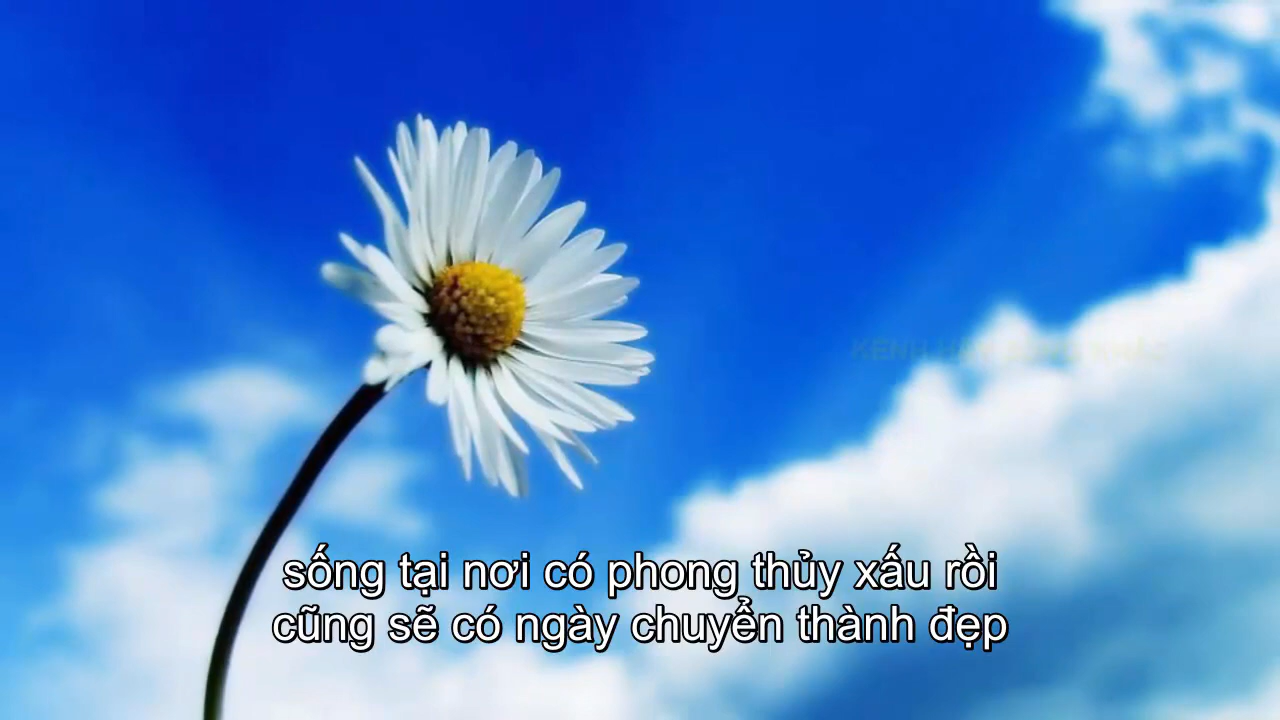 sống tại nơi có phong thủy xấu rồi
cũng sẽ có ngày chuyển thành đẹp